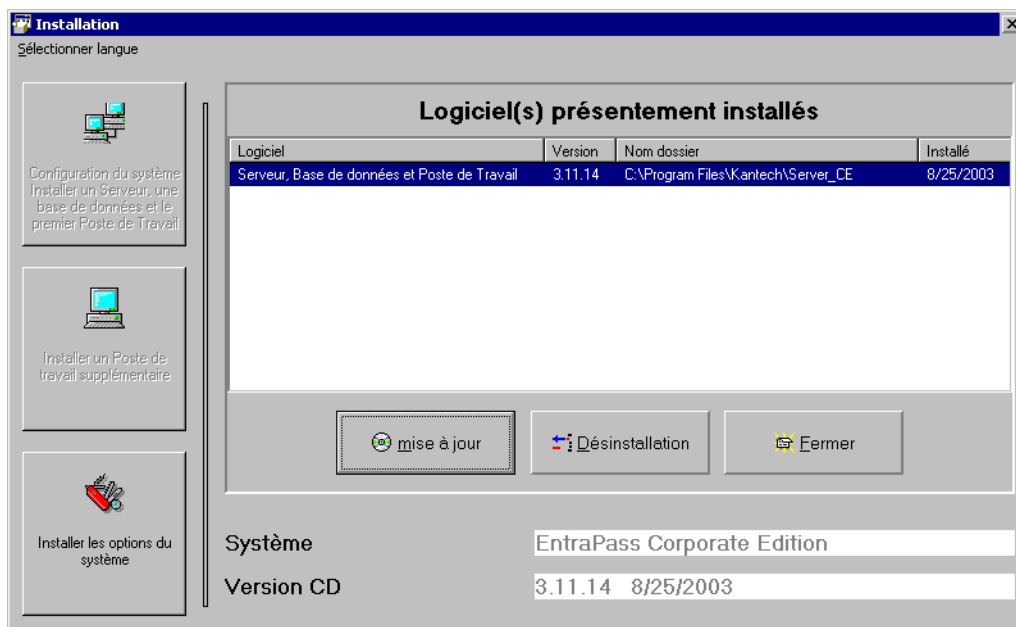 Installation
Sélectionner langue
Configuration du système
Installer un Serveur, une
base de données et le
premier Poste de Travail
Installer un Poste de
travail supplémentaire
Installer les options du
système
Logiciel(s) présentement installés
Logiciel Version Nom dossier Installé
Serveur, Base de données et Poste de Travail 3.11.14 C:\Program Files\Kantech\Server_CE 8/25/2003
mise à jour Désinstallation Fermer
Système EntraPass Corporate Edition
Version CD 3.11.14 8/25/2003